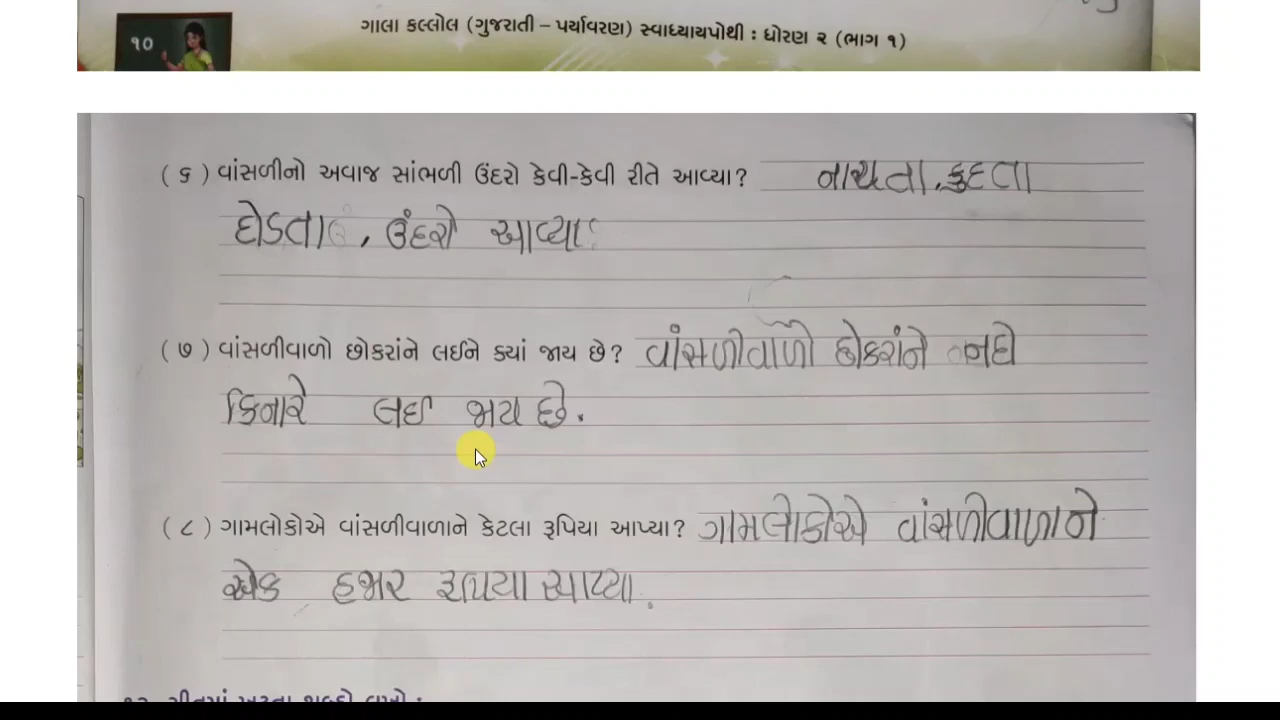 ૧૦
ગાલા કલ્લોલ (ગુજરાતી – પર્યાવરણ) સ્વાધ્યાયપોથી : ધોરણ ૨ (ભાગ ૧)
(૬) વાંસળીનો અવાજ સાંભળી ઉંદરો કેવી-કેવી રીતે આવ્યા? નાચતા, કુદતા
દોડતા, ઉંદરો આવ્યા
(૭) વાંસળીવાળો છોકરાંને લઈને ક્યાં જાય છે? વાંસળીવાળો છોકરાંને નદી
કિનારે લઈ જાય છે.
(૮) ગામલોકોએ વાંસળીવાળાને કેટલા રૂપિયા આપ્યા? ગામલોકોએ વાંસળીવાળાને
એક હજાર રૂપિયા આપ્યા.